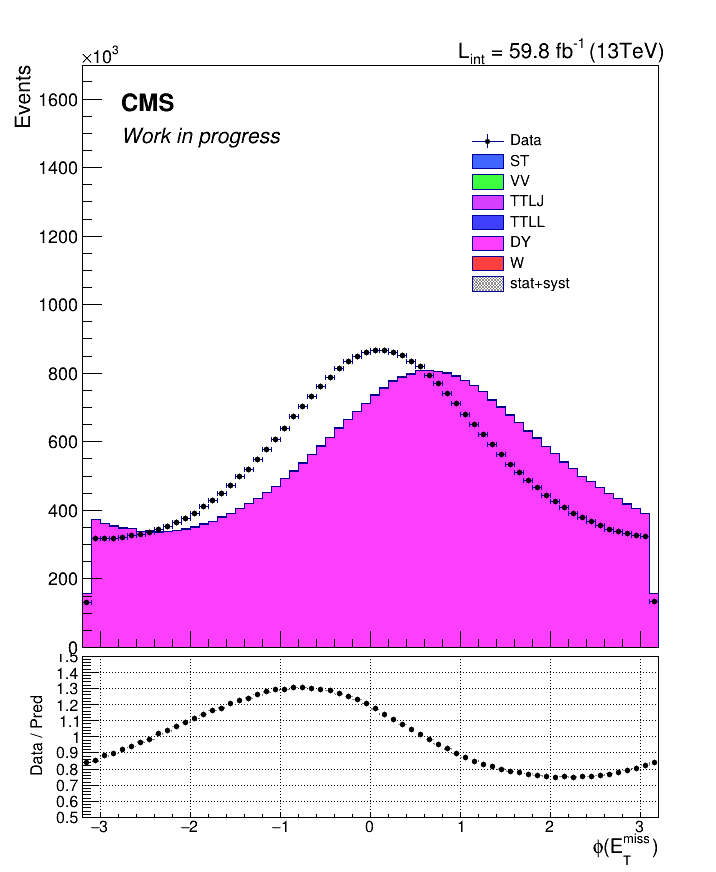 ×10³
L_int = 59.8 fb⁻¹ (13TeV)
Events
CMS
Work in progress
Data
ST
VV
TTLJ
TTLL
DY
W
stat+syst
1600
1400
1200
1000
800
600
400
200
0
Data / Pred
1.5
1.4
1.3
1.2
1.1
1
0.9
0.8
0.7
0.6
0.5
−3 −2 −1 0 1 2 3
ϕ(E_T^miss)